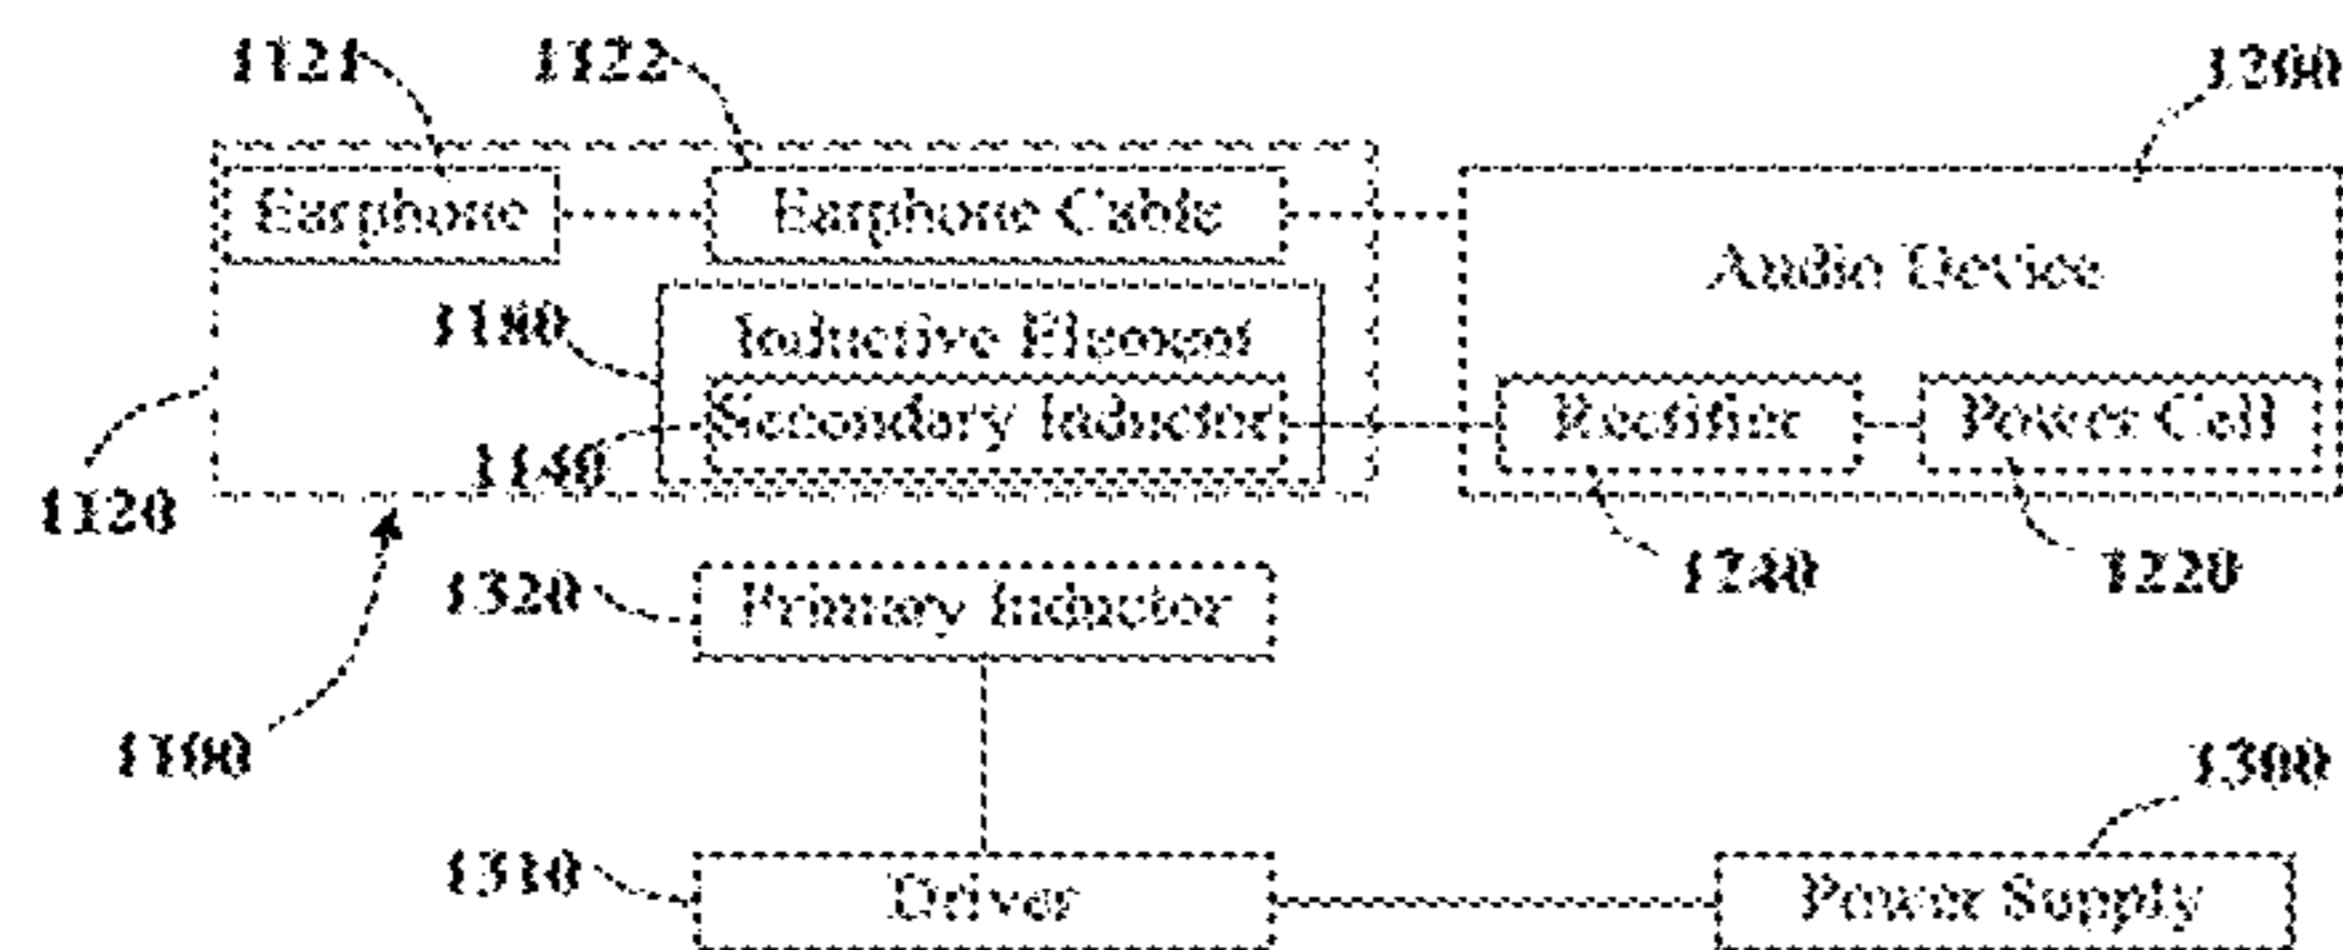 1121 1122 1200
Earphone Earphone Cable
Audio Device
1180 Inductive Element
Secondary Inductor Rectifier Power Cell
1140
1120
1240 1220
1320 Primary Inductor
1100
1300
1310 Driver Power Supply